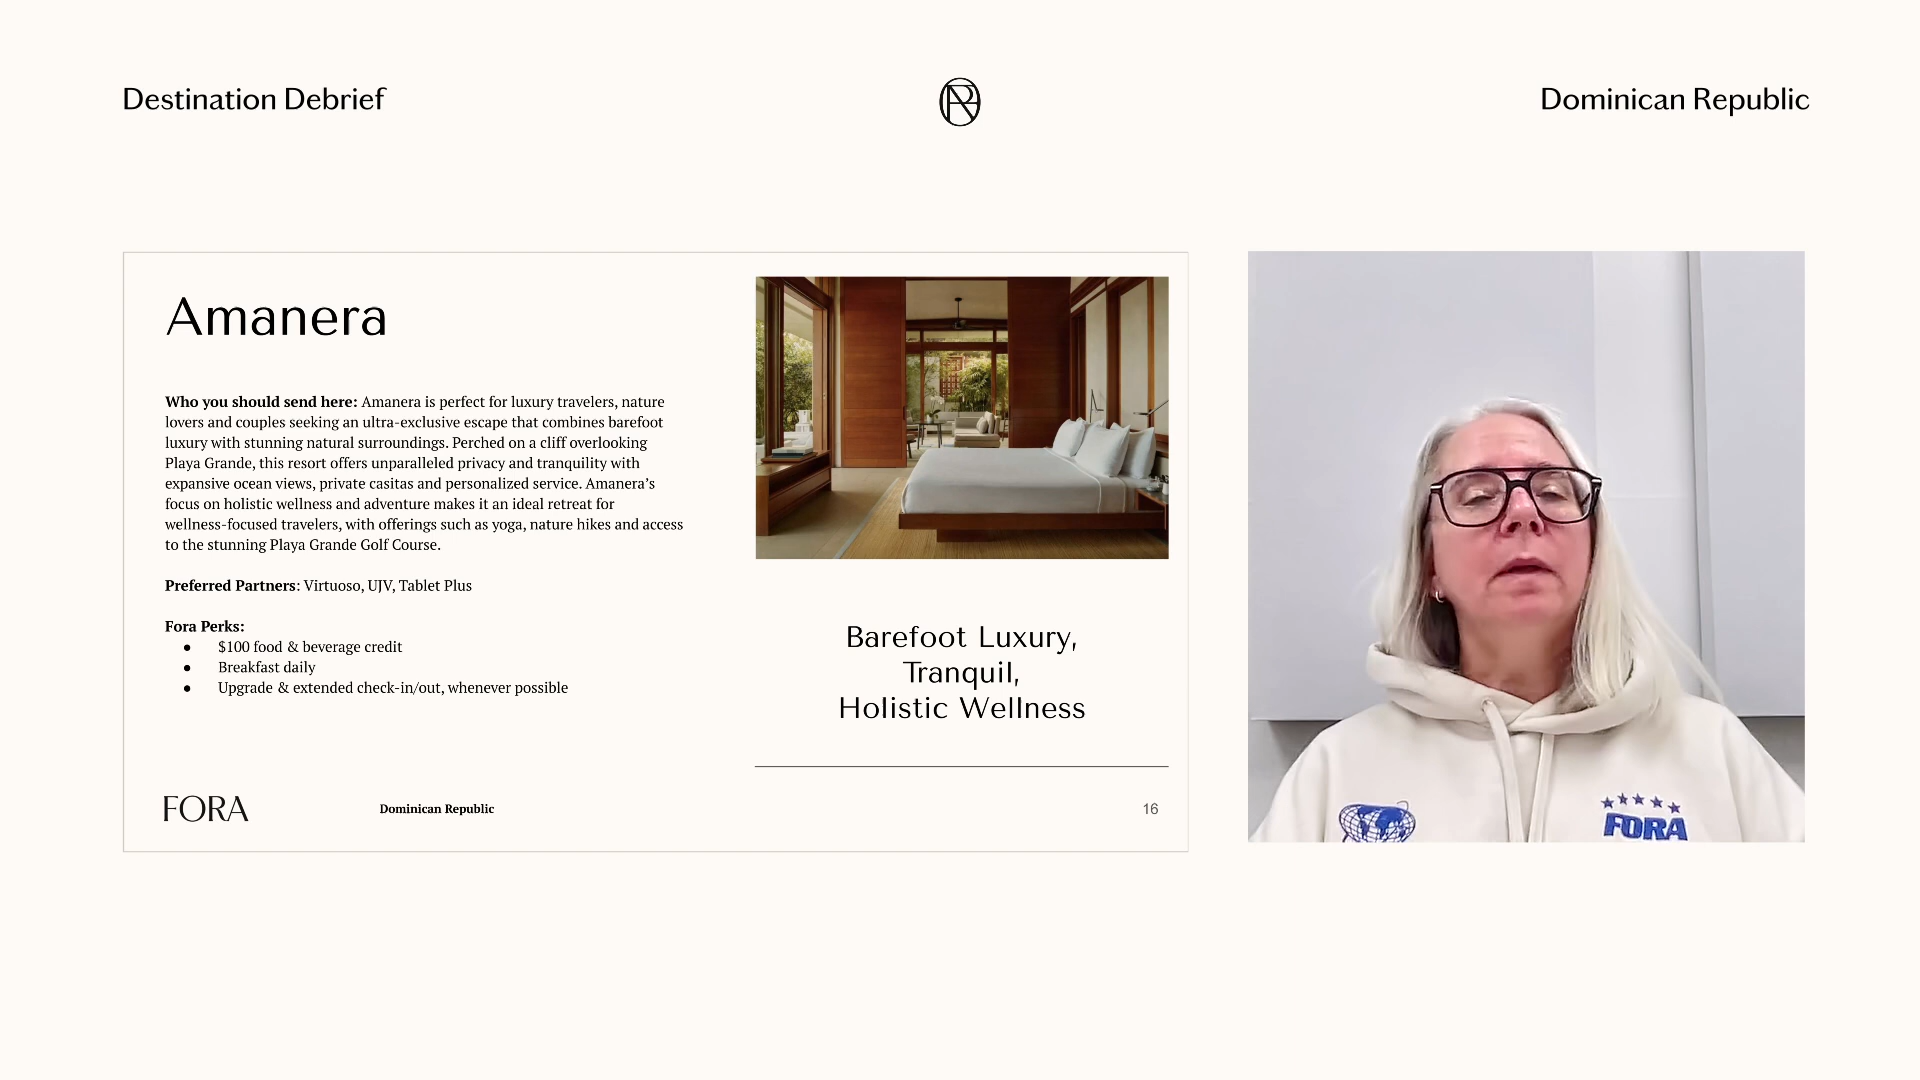 Destination Debrief
Dominican Republic
Amanera
Who you should send here: Amanera is perfect for luxury travelers, nature
lovers and couples seeking an ultra-exclusive escape that combines barefoot
luxury with stunning natural surroundings. Perched on a cliff overlooking
Playa Grande, this resort offers unparalleled privacy and tranquility with
expansive ocean views, private casitas and personalized service. Amanera’s
focus on holistic wellness and adventure makes it an ideal retreat for
wellness-focused travelers, with offerings such as yoga, nature hikes and access
to the stunning Playa Grande Golf Course.
Preferred Partners: Virtuoso, UJV, Tablet Plus
Fora Perks:
● $100 food & beverage credit
● Breakfast daily
● Upgrade & extended check-in/out, whenever possible
Barefoot Luxury,
Tranquil,
Holistic Wellness
FORA
Dominican Republic
16
FORA